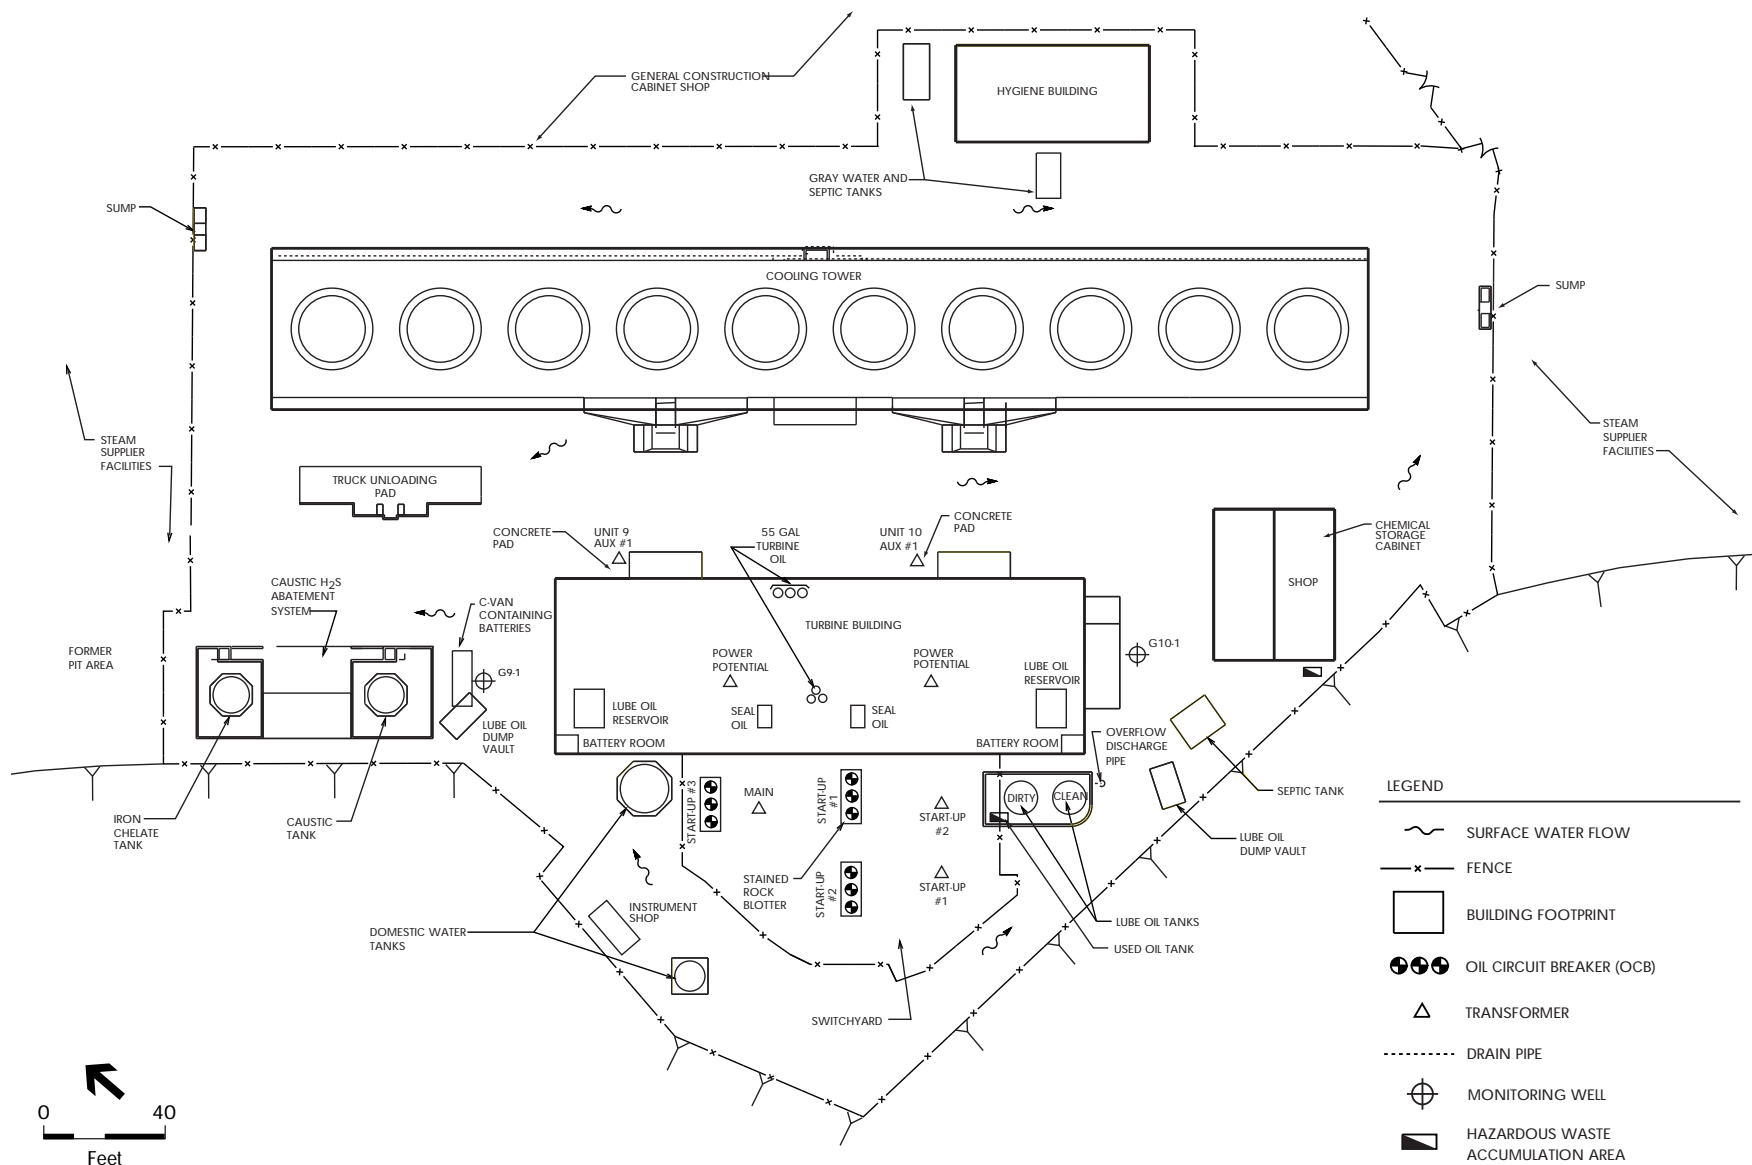 GENERAL CONSTRUCTION
CABINET SHOP
HYGIENE BUILDING
GRAY WATER AND
SEPTIC TANKS
SUMP
COOLING TOWER
SUMP
STEAM
SUPPLIER
FACILITIES
STEAM
SUPPLIER
FACILITIES
TRUCK UNLOADING
PAD
CONCRETE
PAD
UNIT 9
AUX #1
55 GAL
TURBINE
OIL
UNIT 10
AUX #1
CONCRETE
PAD
CHEMICAL
STORAGE
CABINET
SHOP
CAUSTIC H2S
ABATEMENT
SYSTEM
C-VAN
CONTAINING
BATTERIES
TURBINE BUILDING
FORMER
PIT AREA
G9-1
POWER
POTENTIAL
POWER
POTENTIAL
LUBE OIL
RESERVOIR
G10-1
LUBE OIL
RESERVOIR
SEAL
OIL
SEAL
OIL
LUBE OIL
DUMP
VAULT
BATTERY ROOM
BATTERY ROOM
OVERFLOW
DISCHARGE
PIPE
IRON
CHELATE
TANK
CAUSTIC
TANK
START-UP #3
MAIN
START-UP
#1
START-UP
#2
DIRTY
CLEAN
SEPTIC TANK
LUBE OIL
DUMP VAULT
STAINED
ROCK
BLOTTER
START-UP
#2
START-UP
#1
INSTRUMENT
SHOP
DOMESTIC WATER
TANKS
LUBE OIL TANKS
USED OIL TANK
SWITCHYARD
LEGEND
SURFACE WATER FLOW
FENCE
BUILDING FOOTPRINT
OIL CIRCUIT BREAKER (OCB)
TRANSFORMER
DRAIN PIPE
MONITORING WELL
HAZARDOUS WASTE
ACCUMULATION AREA
0 40
Feet